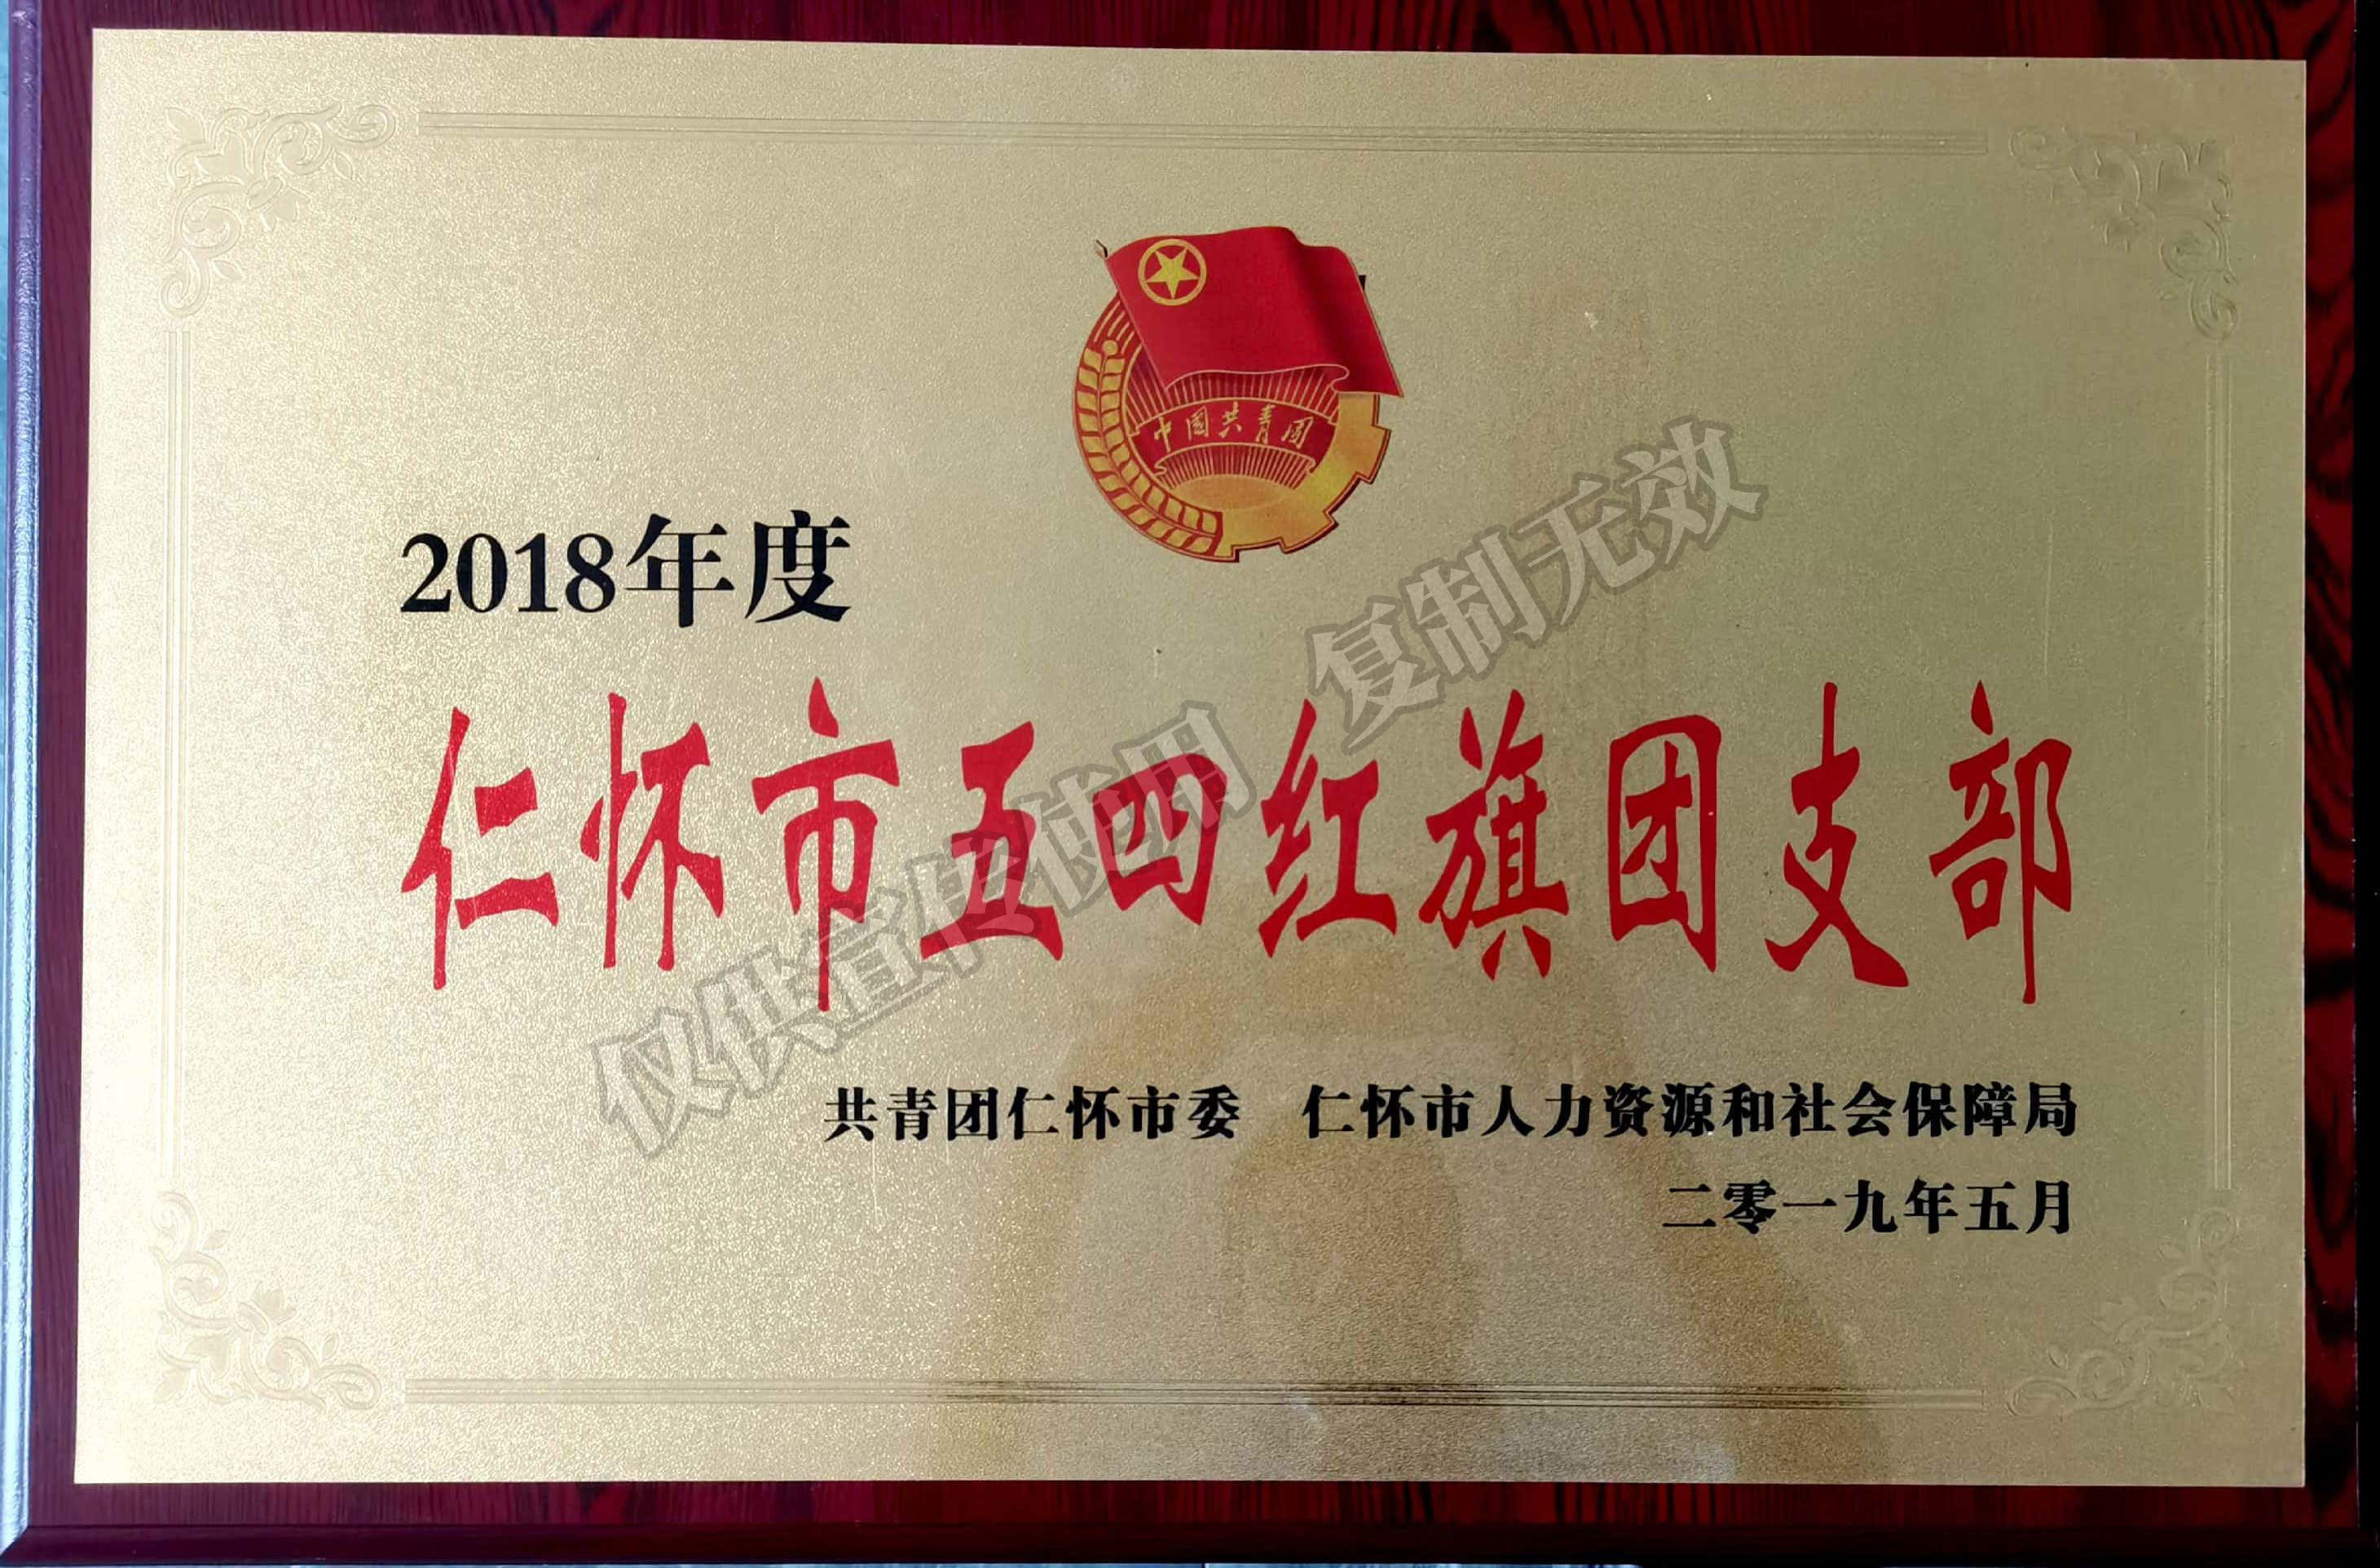 中国共青团
2018年度
仁怀市五四红旗团支部
仅供宣传使用 复制无效
共青团仁怀市委 仁怀市人力资源和社会保障局
二零一九年五月